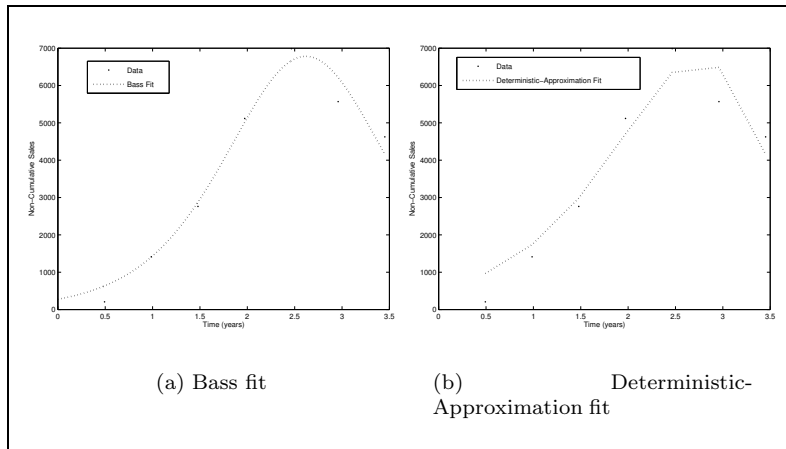 7000
6000
5000
4000
3000
2000
1000
0
Non-Cumulative Sales
Data
Bass Fit
0 0.5 1 1.5 2 2.5 3 3.5
Time (years)
(a) Bass fit
7000
6000
5000
4000
3000
2000
1000
0
Non-Cumulative Sales
Data
Deterministic-Approximation Fit
0 0.5 1 1.5 2 2.5 3 3.5
Time (years)
(b) Deterministic-
Approximation fit